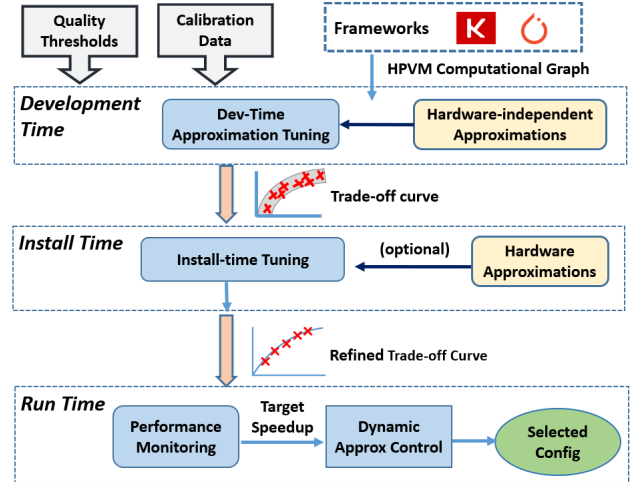 Quality
Thresholds
Calibration
Data
Frameworks
K
HPVM Computational Graph
Development
Time
Dev-Time
Approximation Tuning
Hardware-independent
Approximations
Trade-off curve
Install Time
Install-time Tuning
(optional)
Hardware
Approximations
Refined Trade-off Curve
Run Time
Performance
Monitoring
Target
Speedup
Dynamic
Approx Control
Selected
Config